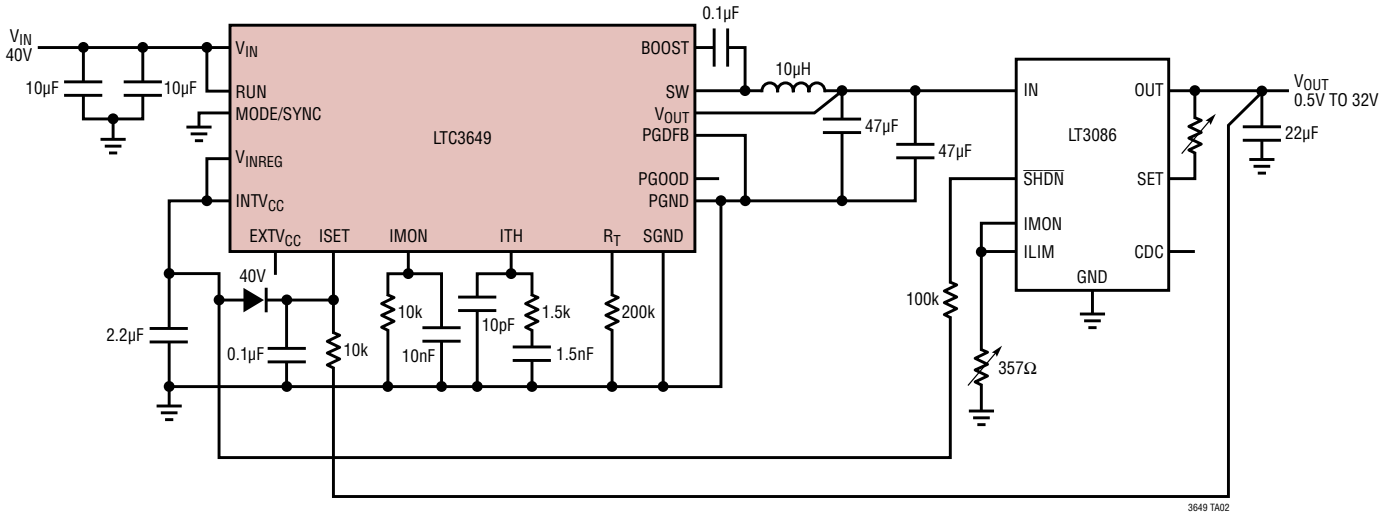 VIN
40V
10µF
10µF
VIN
RUN
MODE/SYNC
VINREG
INTVCC
EXTVCC
ISET
IMON
ITH
RT
SGND
LTC3649
BOOST
SW
VOUT
PGDFB
PGOOD
PGND
0.1µF
10µH
47µF
47µF
IN
OUT
LT3086
SHDN
SET
IMON
ILIM
CDC
GND
VOUT
0.5V TO 32V
22µF
40V
2.2µF
0.1µF
10k
10k
10nF
10pF
1.5k
1.5nF
200k
100k
357Ω
3649 TA02